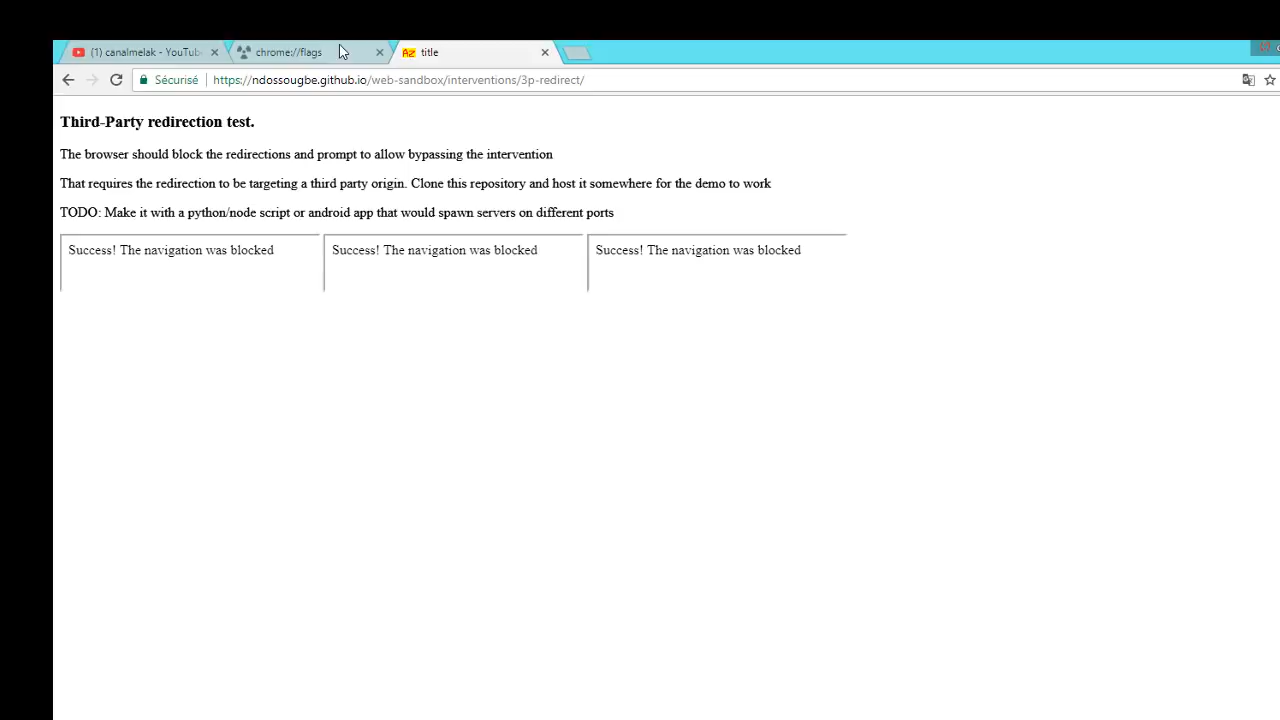 (1) canalmelak - YouTub
chrome://flags
Az title
Sécurisé https://ndossougbe.github.io/web-sandbox/interventions/3p-redirect/
Third-Party redirection test.
The browser should block the redirections and prompt to allow bypassing the intervention
That requires the redirection to be targeting a third party origin. Clone this repository and host it somewhere for the demo to work
TODO: Make it with a python/node script or android app that would spawn servers on different ports
Success! The navigation was blocked
Success! The navigation was blocked
Success! The navigation was blocked